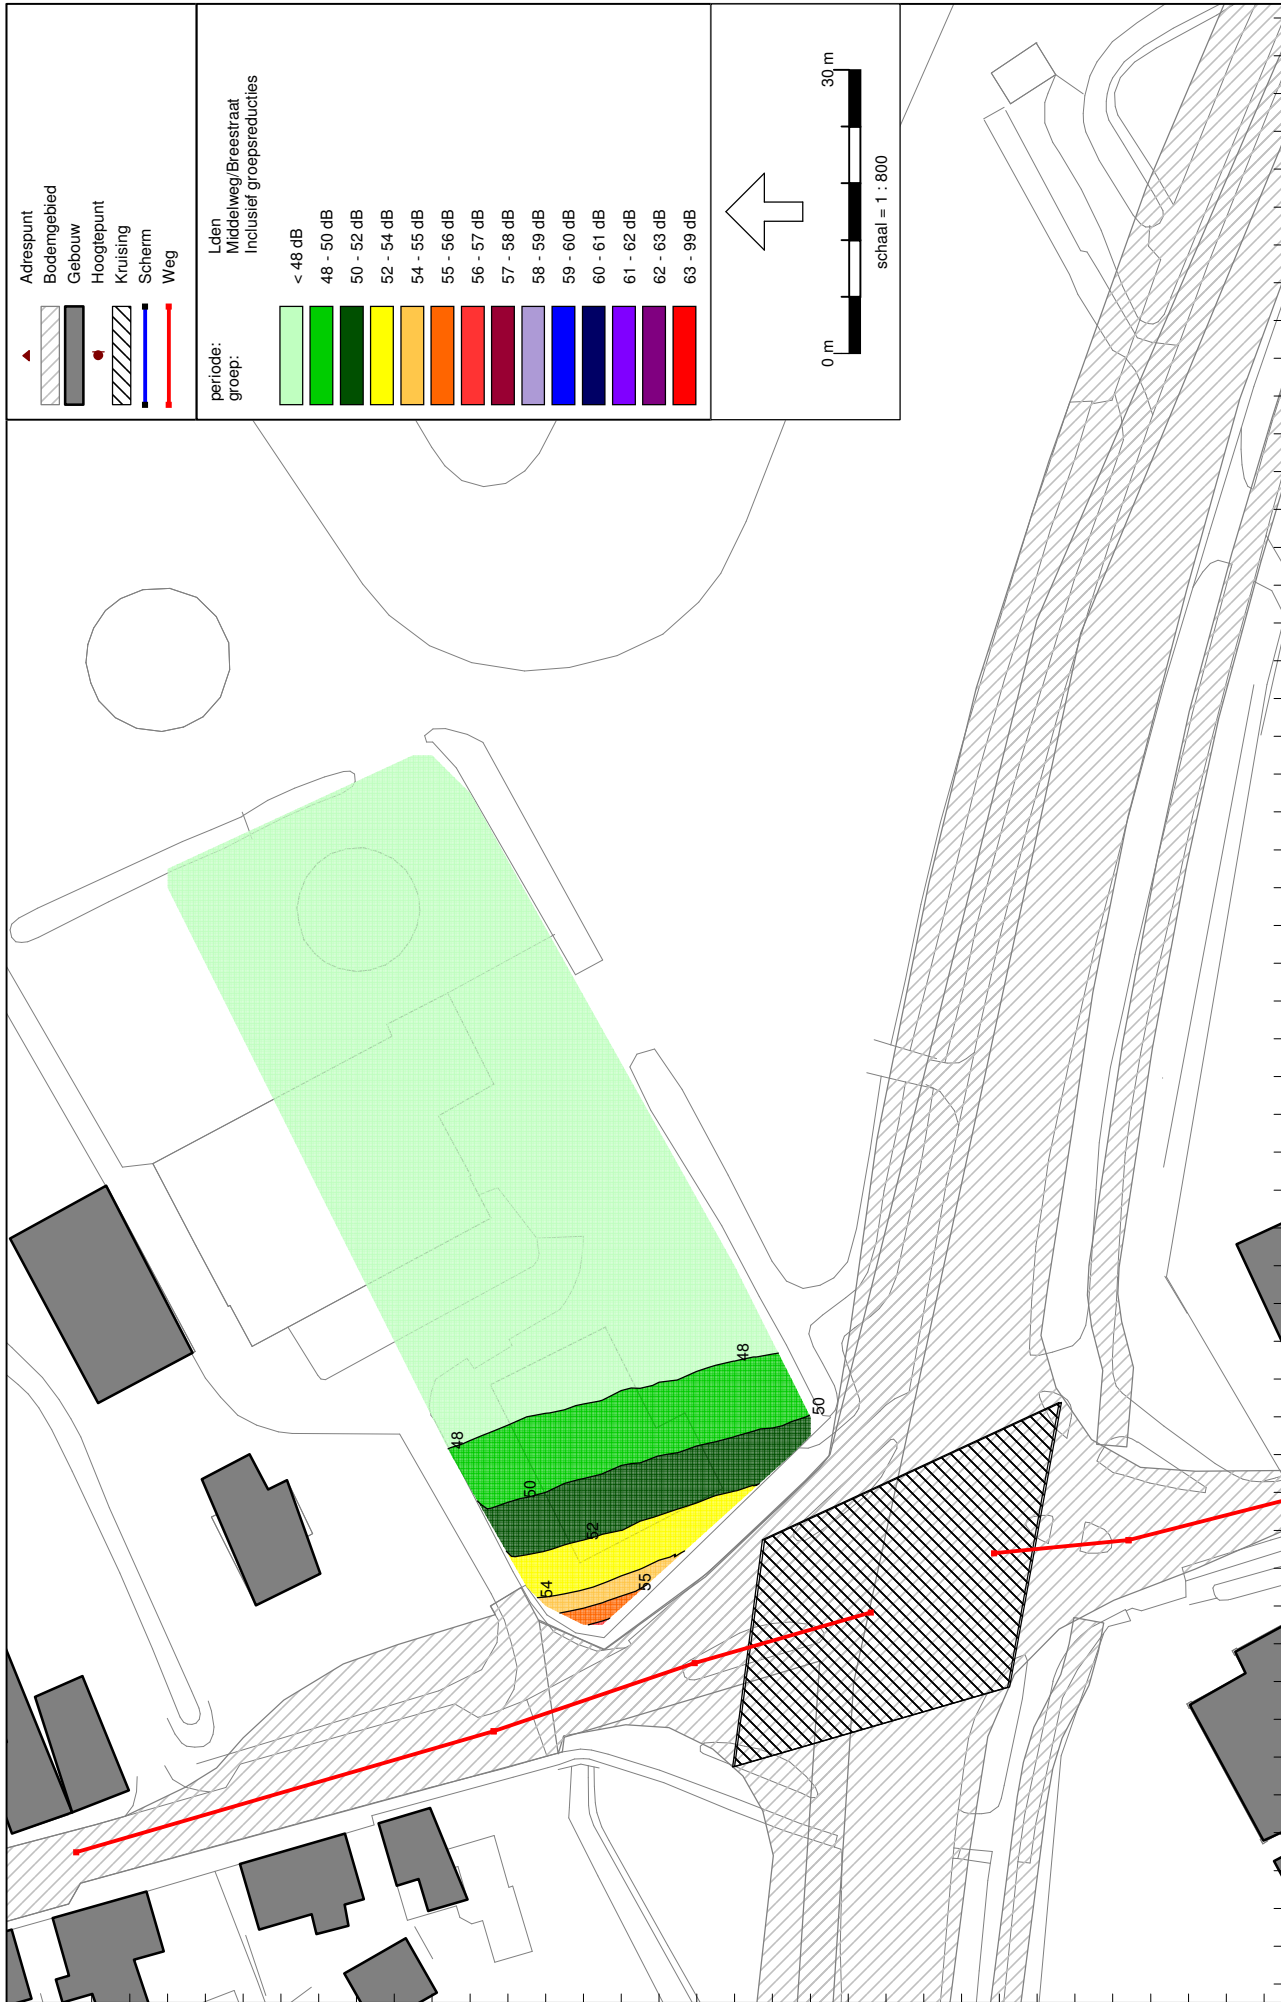 Adrespunt
Bodemgebied
Gebouw
Hoogtepunt
Kruising
Scherm
Weg
periode: Lden
groep: Middelweg/Breestraat
Inclusief groepsreducties
< 48 dB
48 - 50 dB
50 - 52 dB
52 - 54 dB
54 - 55 dB
55 - 56 dB
56 - 57 dB
57 - 58 dB
58 - 59 dB
59 - 60 dB
60 - 61 dB
61 - 62 dB
62 - 63 dB
63 - 99 dB
0 m 30 m
schaal = 1 : 800
48
48
50
50
52
54
55